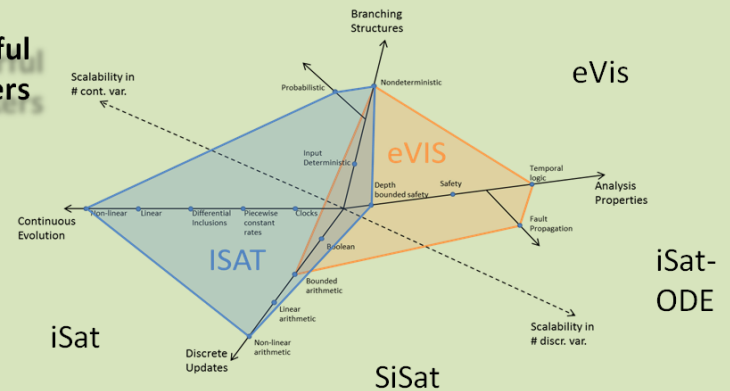 Branching
Structures
ful
ers
eVis
Scalability in
# cont. var.
Probabilistic
Nondeterministic
Input
Deterministic
eVIS
Temporal
logic
Depth
bounded safety
Safety
Analysis
Properties
Continuous
Evolution
Non-linear
Linear
Differential
Inclusions
Piecewise
constant
rates
Clocks
Fault
Propagation
Boolean
ISAT
Bounded
arithmetic
iSat-
ODE
Linear
arithmetic
iSat
Scalability in
# discr. var.
Non-linear
arithmetic
Discrete
Updates
SiSat